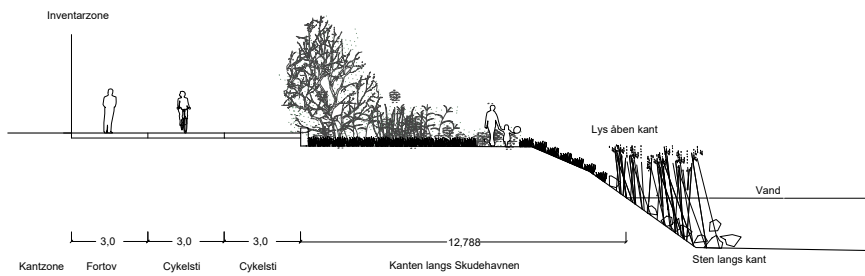 Inventarzone
Lys åben kant
Vand
3,0
3,0
3,0
12,788
Sten langs kant
Kantzone
Fortov
Cykelsti
Cykelsti
Kanten langs Skudehavnen